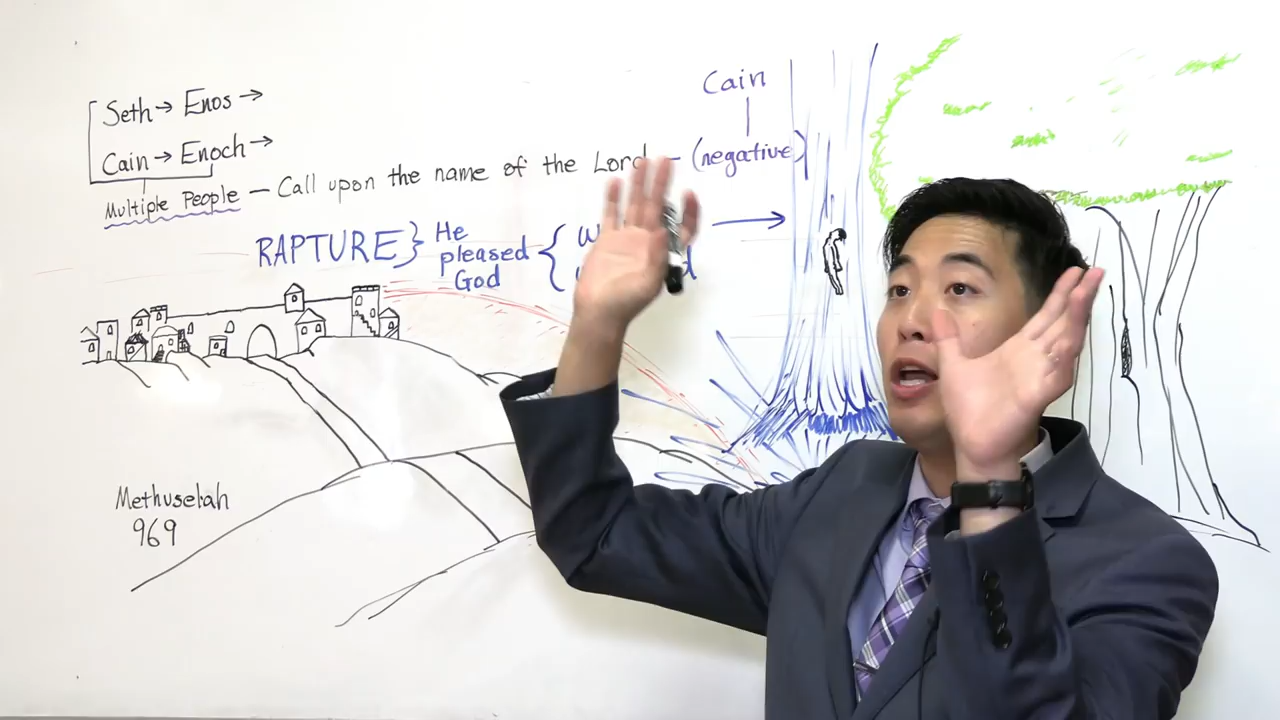 Seth → Enos →
Cain → Enoch →
Multiple People – Call upon the name of the Lord – (negative)
Cain
RAPTURE } He pleased God {
Methuselah
969